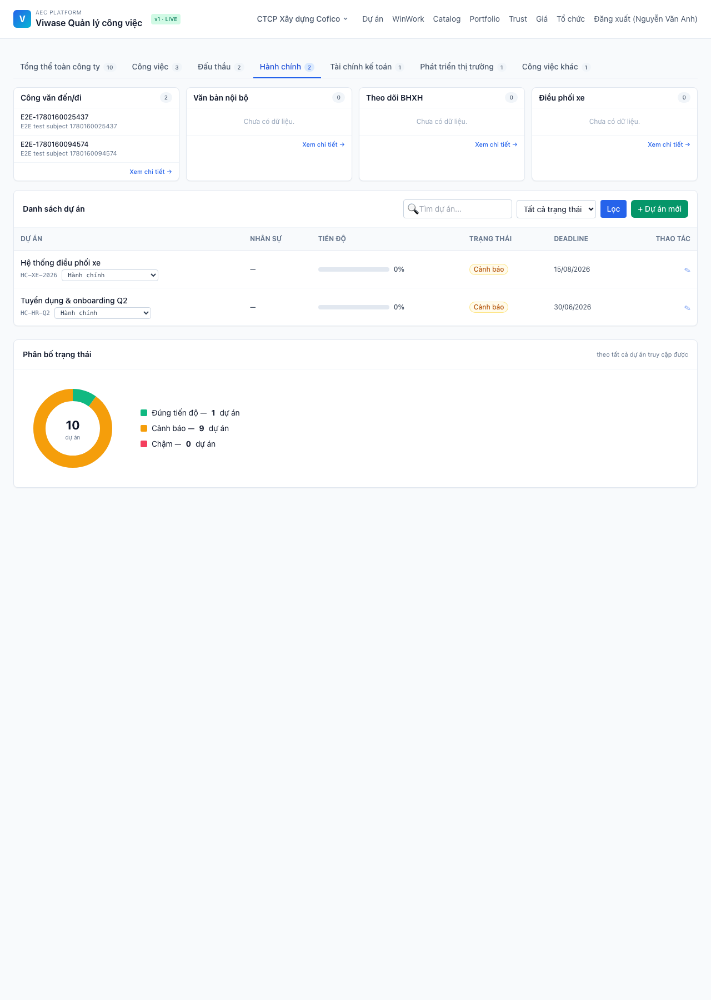 V
AEC PLATFORM
Viwase Quản lý công việc
v1 · LIVE
CTCP Xây dựng Cofico
Dự án WinWork Catalog Portfolio Trust Giá Tổ chức Đăng xuất (Nguyễn Văn Anh)
Tổng thể toàn công ty 10 Công việc 3 Đấu thầu 2 Hành chính 2 Tài chính kế toán 1 Phát triển thị trường 1 Công việc khác 1
Công văn đến/đi 2
E2E-1780160025437
E2E test subject 1780160025437
E2E-1780160094574
E2E test subject 1780160094574
Xem chi tiết →
Văn bản nội bộ 0
Chưa có dữ liệu.
Xem chi tiết →
Theo dõi BHXH 0
Chưa có dữ liệu.
Xem chi tiết →
Điều phối xe 0
Chưa có dữ liệu.
Xem chi tiết →
Danh sách dự án Tìm dự án... Tất cả trạng thái Lọc + Dự án mới
DỰ ÁN NHÂN SỰ TIẾN ĐỘ TRẠNG THÁI DEADLINE THAO TÁC
Hệ thống điều phối xe
HC-XE-2026 Hành chính — 0% Cảnh báo 15/08/2026
Tuyển dụng & onboarding Q2
HC-HR-Q2 Hành chính — 0% Cảnh báo 30/06/2026
Phân bố trạng thái theo tất cả dự án truy cập được
10
dự án
Đúng tiến độ — 1 dự án
Cảnh báo — 9 dự án
Chậm — 0 dự án